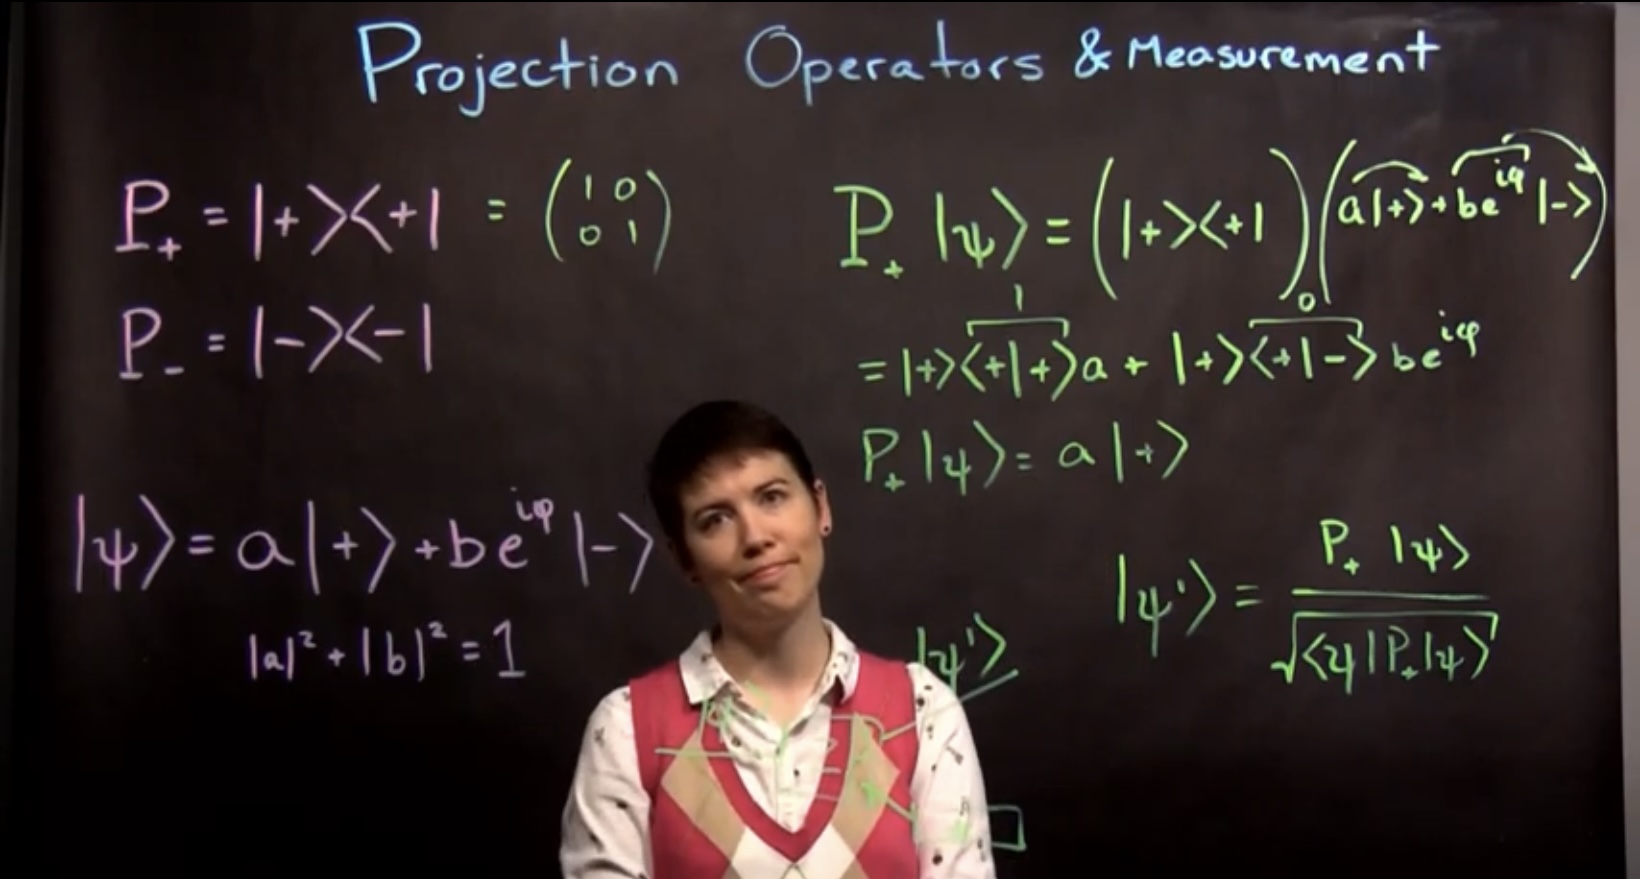 Projection Operators & Measurement
P₊ = |+><+| = (1 0
0 1)
P₋ = |-><-|
|ψ> = a|+> + be^{iφ} |->
|a|² + |b|² = 1
P₊ |ψ> = (|+><+|)(a|+> + be^{iφ} |->)
1 0
= |+><+|+>a + |+><+|-> be^{iφ}
P₊|ψ> = a|+>
|ψ'> = P₊ |ψ> / √<ψ|P₊|ψ>
|ψ'>